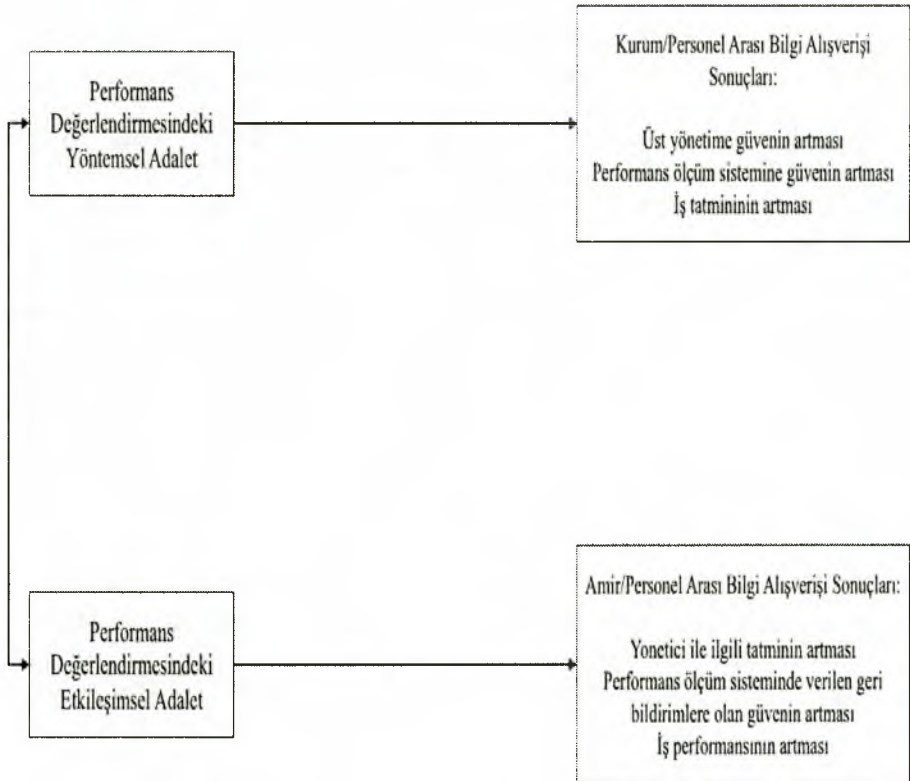 Performans
Değerlendirmesindeki
Yöntemsel Adalet
Kurum/Personel Arası Bilgi Alışverişi
Sonuçları:
Üst yönetime güvenin artması
Performans ölçüm sistemine güvenin artması
İş tatmininin artması
Performans
Değerlendirmesindeki
Etkileşimsel Adalet
Amir/Personel Arası Bilgi Alışverişi Sonuçları:
Yonetici ile ilgili tatminin artması
Performans ölçüm sisteminde verilen geri
bildirimlere olan güvenin artması
İş performansının artması